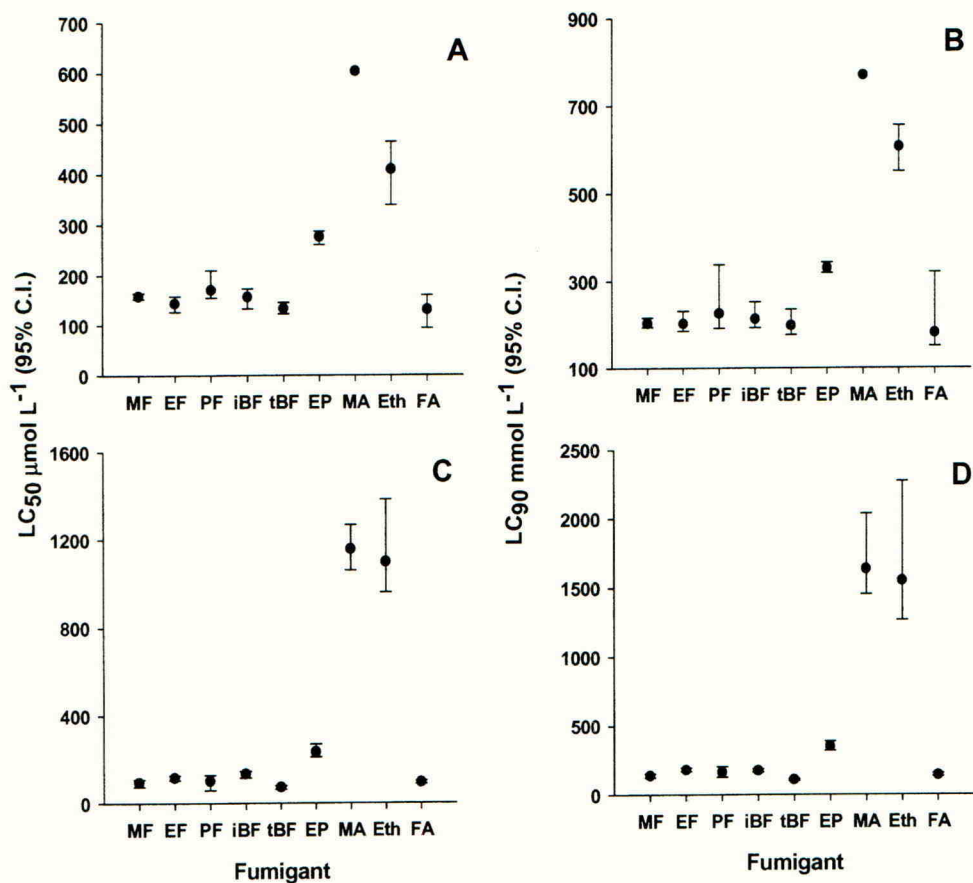 A
700
600
500
400
300
200
100
0
MF EF PF iBF tBF EP MA Eth FA
B
900
700
500
300
100
MF EF PF iBF tBF EP MA Eth FA
LC50 μmol L-1 (95% C.I.)
LC90 mmol L-1 (95% C.I.)
C
1600
1200
800
400
0
MF EF PF iBF tBF EP MA Eth FA
Fumigant
D
2500
2000
1500
1000
500
0
MF EF PF iBF tBF EP MA Eth FA
Fumigant